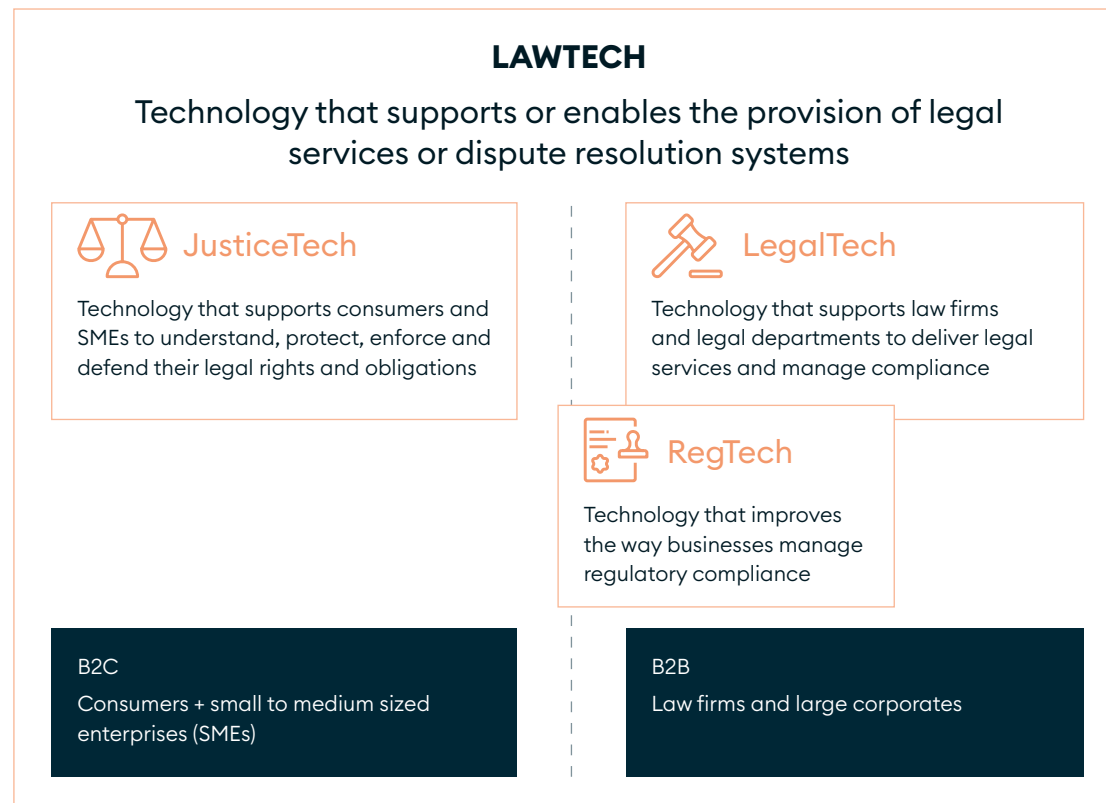 LAWTECH
Technology that supports or enables the provision of legal
services or dispute resolution systems
JusticeTech
Technology that supports consumers and
SMEs to understand, protect, enforce and
defend their legal rights and obligations
LegalTech
Technology that supports law firms
and legal departments to deliver legal
services and manage compliance
RegTech
Technology that improves
the way businesses manage
regulatory compliance
B2C
Consumers + small to medium sized
enterprises (SMEs)
B2B
Law firms and large corporates